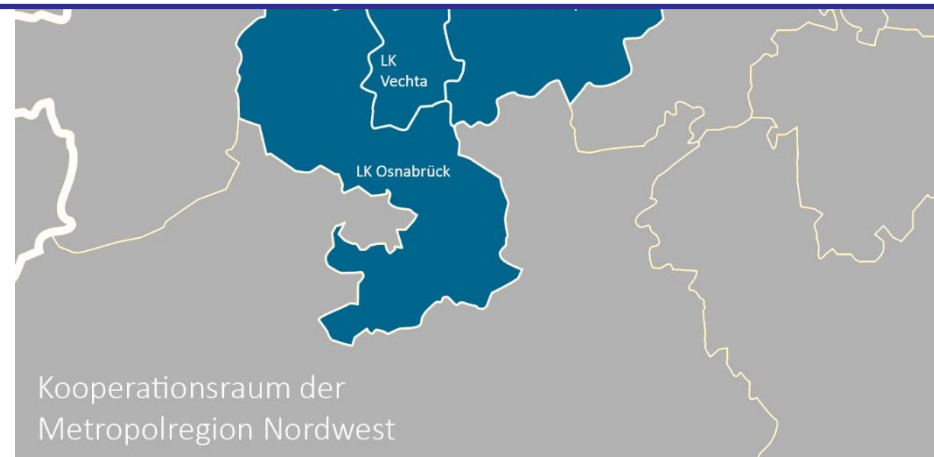 LK
Vechta
LK Osnabrück
Kooperationsraum der
Metropolregion Nordwest